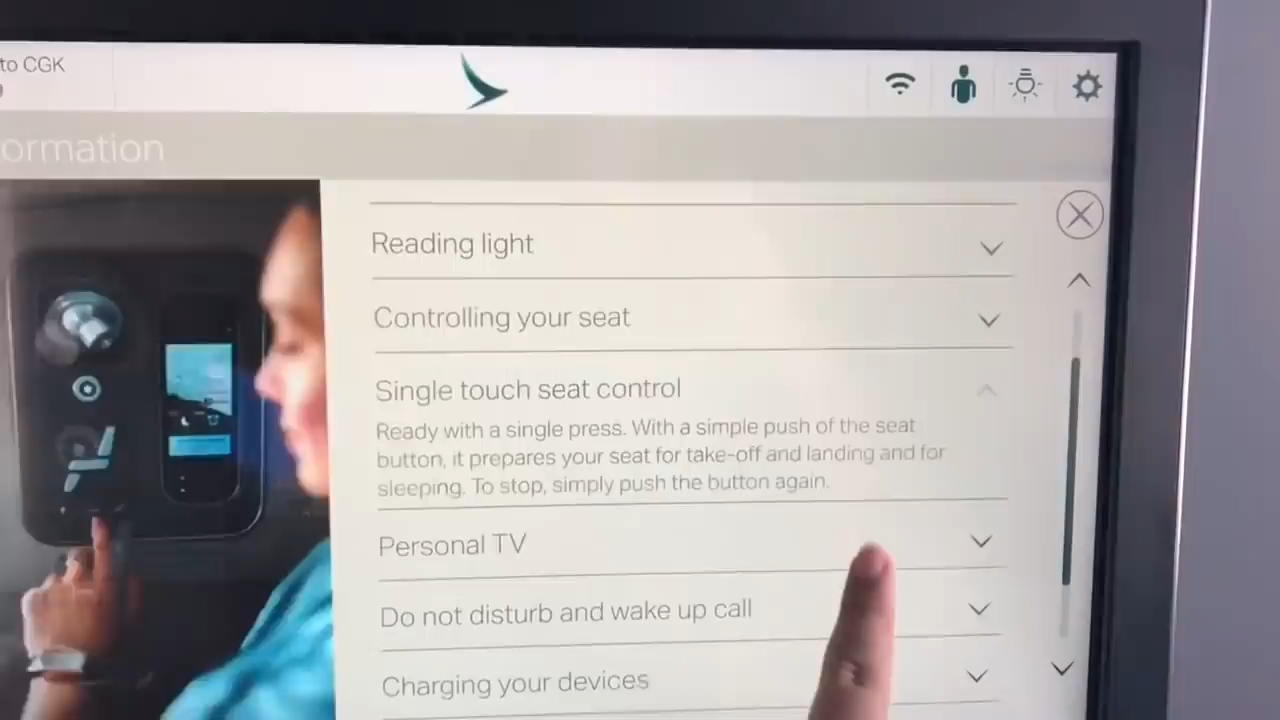 to CGK
ormation
Reading light
Controlling your seat
Single touch seat control
Ready with a single press. With a simple push of the seat
button, it prepares your seat for take-off and landing and for
sleeping. To stop, simply push the button again.
Personal TV
Do not disturb and wake up call
Charging your devices